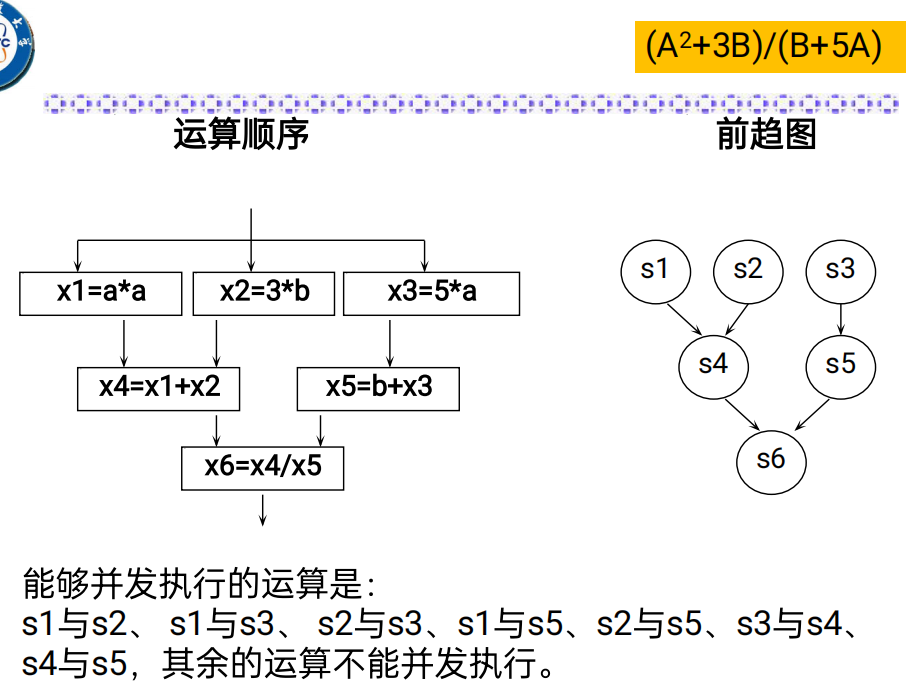 (A²+3B)/(B+5A)
运算顺序
前趋图
x1=a*a
x2=3*b
x3=5*a
x4=x1+x2
x5=b+x3
x6=x4/x5
s1
s2
s3
s4
s5
s6
能够并发执行的运算是：
s1与s2、 s1与s3、 s2与s3、s1与s5、s2与s5、s3与s4、
s4与s5，其余的运算不能并发执行。